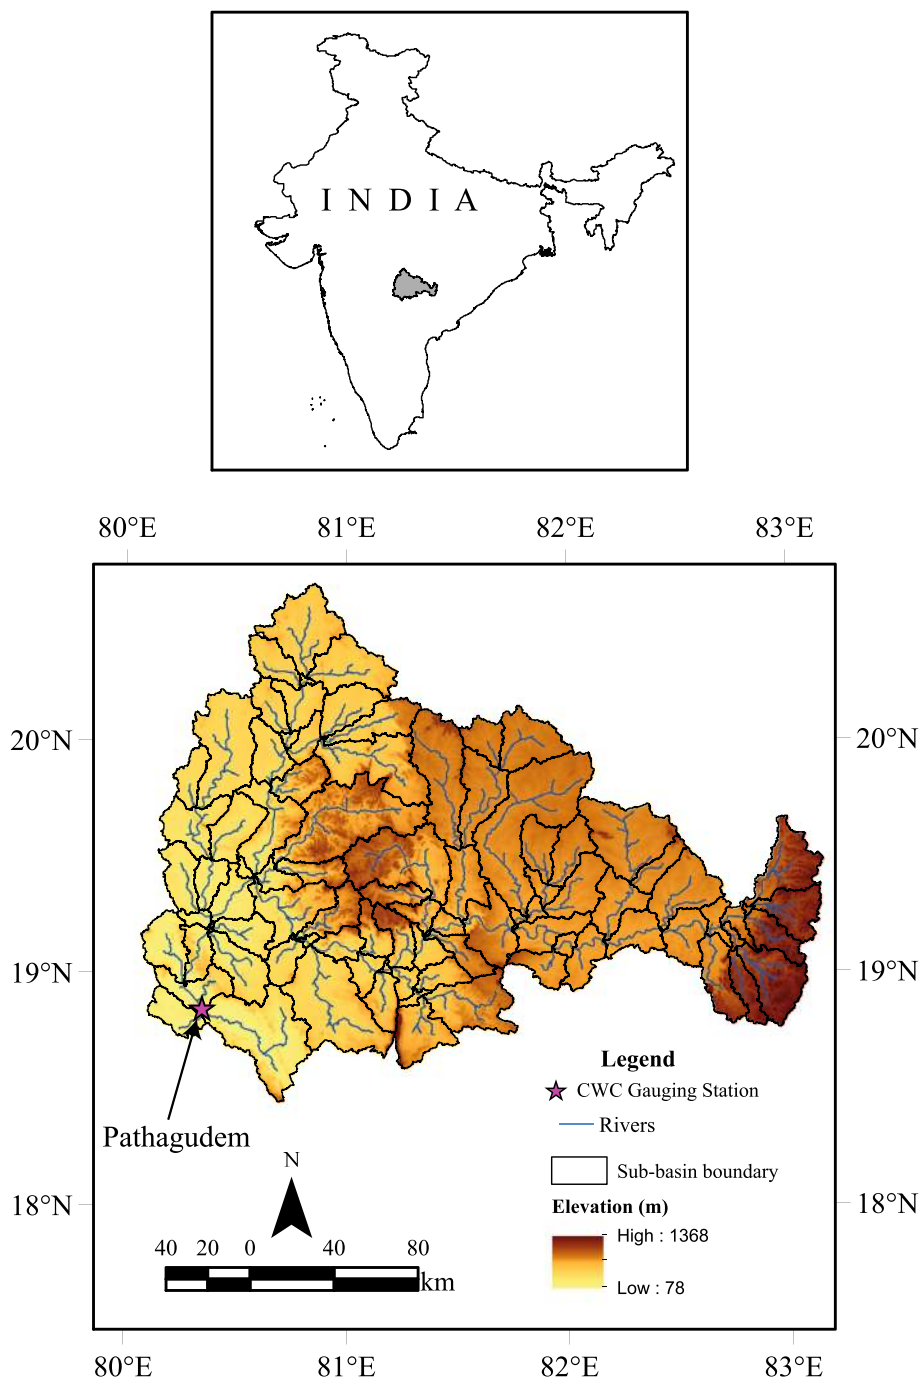 INDIA
80°E 81°E 82°E 83°E
20°N 20°N
19°N 19°N
Legend
CWC Gauging Station
Rivers
Pathagudem
N
Sub-basin boundary
18°N 18°N
Elevation (m)
High : 1368
Low : 78
40 20 0 40 80
km
80°E 81°E 82°E 83°E